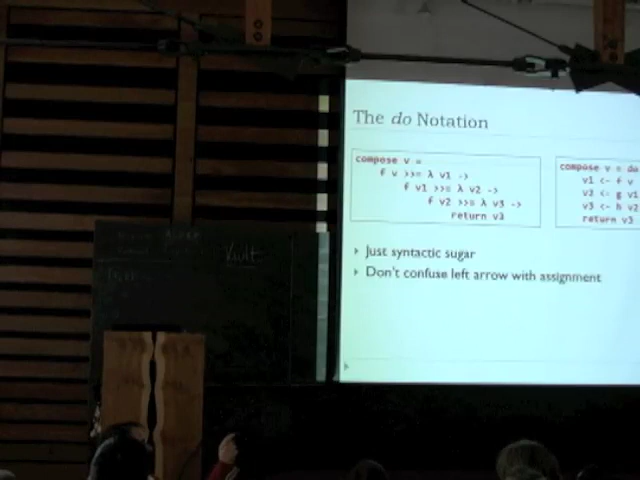 The do Notation
compose v =
f v >>= λ v1 ->
f v1 >>= λ v2 ->
f v2 >>= λ v3 ->
return v3
compose v = do
v1 <- f v
v2 <- g v1
v3 <- h v2
return v3
Just syntactic sugar
Don't confuse left arrow with assignment
Vault